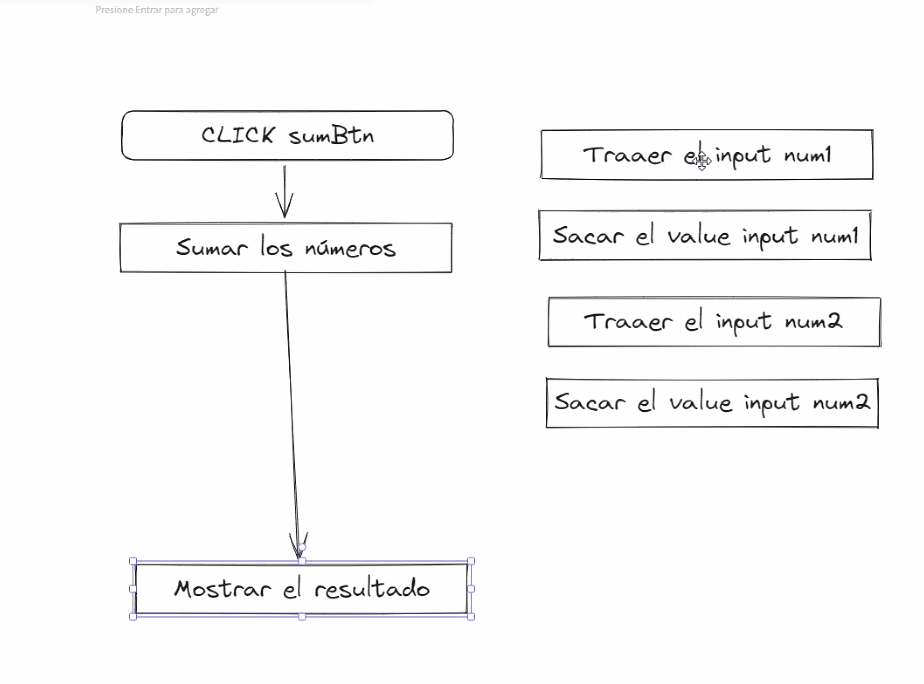 Presione Entrar para agregar
CLICK sumBtn
Sumar los números
Mostrar el resultado
Traaer el input num1
Sacar el value input num1
Traaer el input num2
Sacar el value input num2